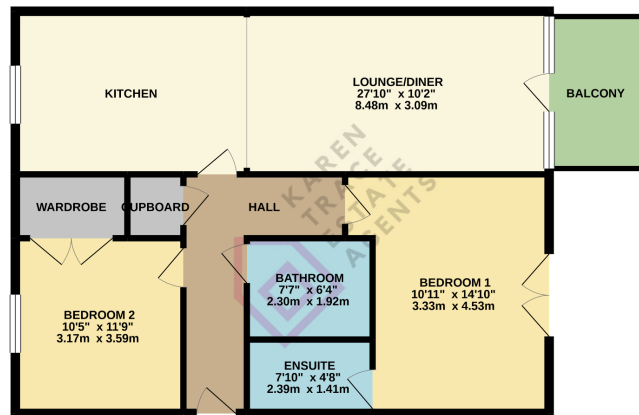 KITCHEN
LOUNGE/DINER
27'10" x 10'2"
8.48m x 3.09m
BALCONY
WARDROBE
CUPBOARD
HALL
BATHROOM
7'7" x 6'4"
2.30m x 1.92m
BEDROOM 1
10'11" x 14'10"
3.33m x 4.53m
BEDROOM 2
10'5" x 11'9"
3.17m x 3.59m
ENSUITE
7'10" x 4'8"
2.39m x 1.41m
KAREN
TRACE
ESTATE
AGENTS